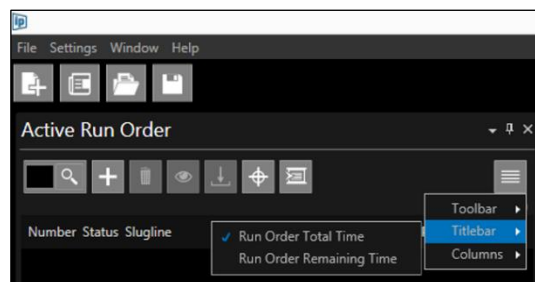 ip
File Settings Window Help
Active Run Order
Toolbar
Number Status Slugline
Run Order Total Time
Titlebar
Run Order Remaining Time
Columns